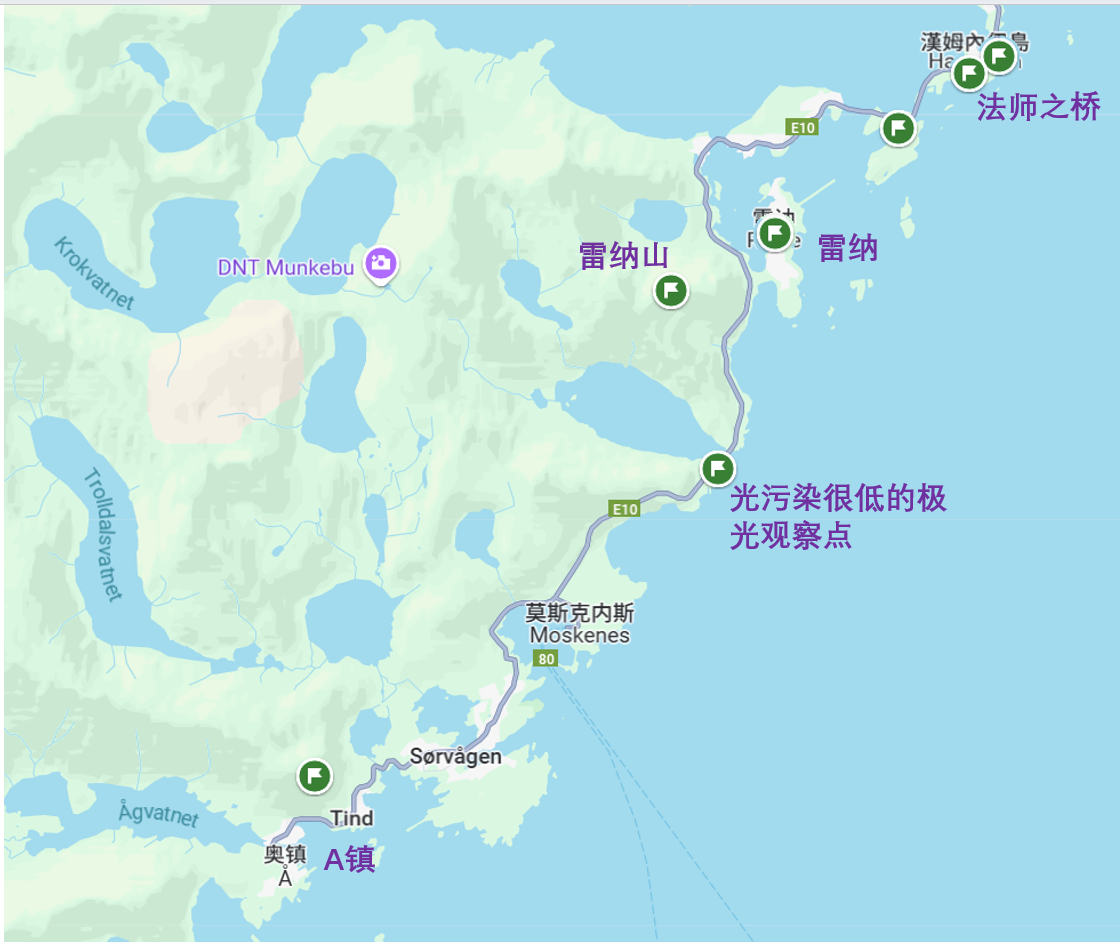 漢姆內
Ha
法师之桥
E10
雷纳山
雷纳
DNT Munkebu
Krokvatnet
Trolldalsvatnet
光污染很低的极
光观察点
E10
莫斯克内斯
Moskenes
80
Sørvågen
Ågvatnet
Tind
奥镇
Å
A镇